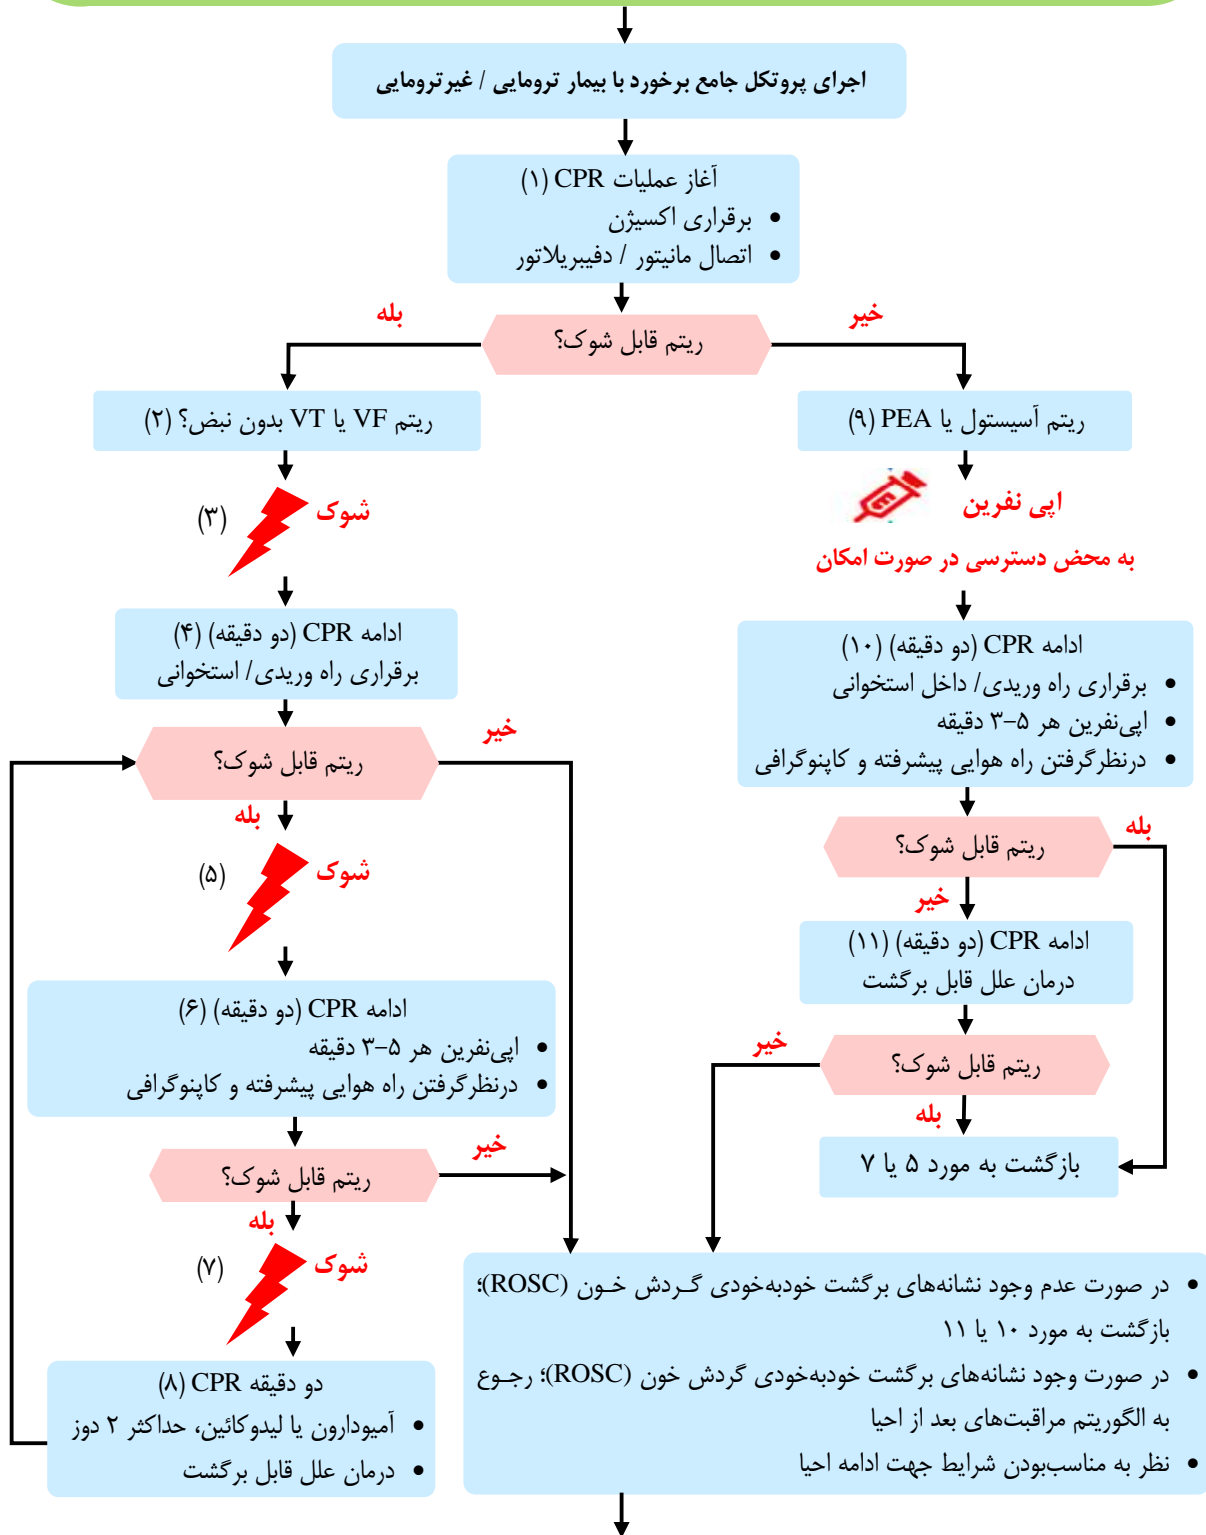 اجرای پروتکل جامع برخورد با بیمار ترومایی / غیرترومایی
آغاز عملیات CPR (۱)
• برقراری اکسیژن
• اتصال مانیتور / دفیبریلاتور
ریتم قابل شوک؟
بله
خیر
ریتم VF یا VT بدون نبض؟ (۲)
شوک (۳)
ادامه CPR (دو دقیقه) (۴)
برقراری راه وریدی/ استخوانی
ریتم قابل شوک؟
خیر
بله
شوک (۵)
ادامه CPR (دو دقیقه) (۶)
• اپی‌نفرین هر ۵–۳ دقیقه
• درنظرگرفتن راه هوایی پیشرفته و کاپنوگرافی
ریتم قابل شوک؟
خیر
بله
شوک (۷)
دو دقیقه CPR (۸)
• آمیودارون یا لیدوکائین، حداکثر ۲ دوز
• درمان علل قابل برگشت
ریتم آسیستول یا PEA (۹)
اپی نفرین
به محض دسترسی در صورت امکان
ادامه CPR (دو دقیقه) (۱۰)
• برقراری راه وریدی/ داخل استخوانی
• اپی‌نفرین هر ۵–۳ دقیقه
• درنظرگرفتن راه هوایی پیشرفته و کاپنوگرافی
ریتم قابل شوک؟
بله
خیر
ادامه CPR (دو دقیقه) (۱۱)
درمان علل قابل برگشت
ریتم قابل شوک؟
خیر
بله
بازگشت به مورد ۵ یا ۷
• در صورت عدم وجود نشانه‌های برگشت خودبه‌خودی گـردش خـون (ROSC)؛
بازگشت به مورد ۱۰ یا ۱۱
• در صورت وجود نشانه‌های برگشت خودبه‌خودی گردش خون (ROSC)؛ رجـوع
به الگوریتم مراقبت‌های بعد از احیا
• نظر به مناسب‌بودن شرایط جهت ادامه احیا